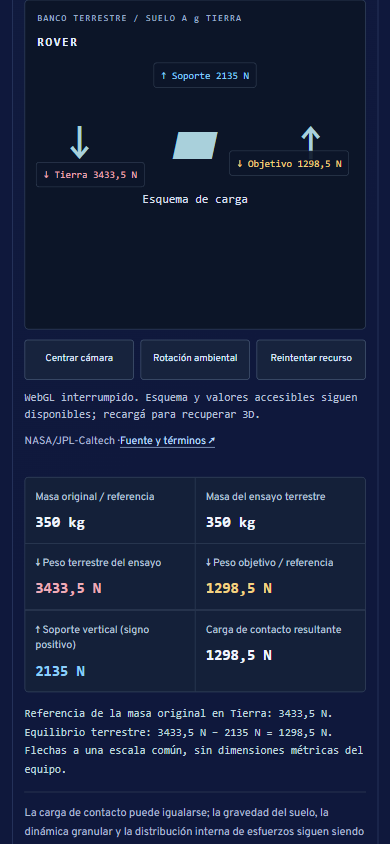 BANCO TERRESTRE / SUELO A g TIERRA
ROVER
↑ Soporte 2135 N
↓ Tierra 3433,5 N
↓ Objetivo 1298,5 N
Esquema de carga
Centrar cámara
Rotación ambiental
Reintentar recurso
WebGL interrumpido. Esquema y valores accesibles siguen
disponibles; recargá para recuperar 3D.
NASA/JPL-Caltech ·Fuente y términos ↗
Masa original / referencia
350 kg
Masa del ensayo terrestre
350 kg
↓ Peso terrestre del ensayo
3433,5 N
↓ Peso objetivo / referencia
1298,5 N
↑ Soporte vertical (signo
positivo)
2135 N
Carga de contacto resultante
1298,5 N
Referencia de la masa original en Tierra: 3433,5 N.
Equilibrio terrestre: 3433,5 N − 2135 N = 1298,5 N.
Flechas a una escala común, sin dimensiones métricas del
equipo.
La carga de contacto puede igualarse; la gravedad del suelo, la
dinámica granular y la distribución interna de esfuerzos siguen siendo